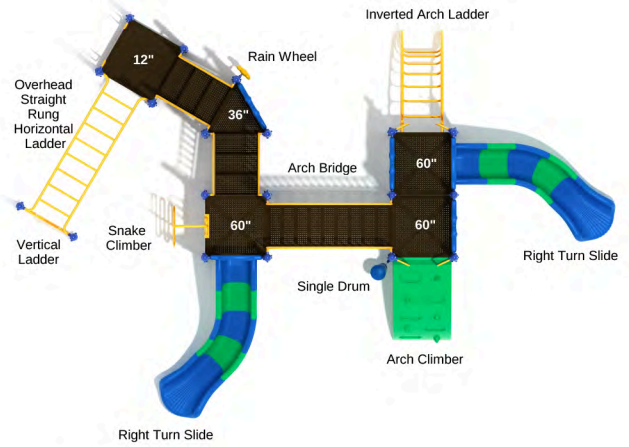 Inverted Arch Ladder
Rain Wheel
12"
Overhead
Straight
Rung
Horizontal
Ladder
36"
Arch Bridge
60"
60"
60"
Snake
Climber
Vertical
Ladder
Right Turn Slide
Single Drum
Arch Climber
Right Turn Slide